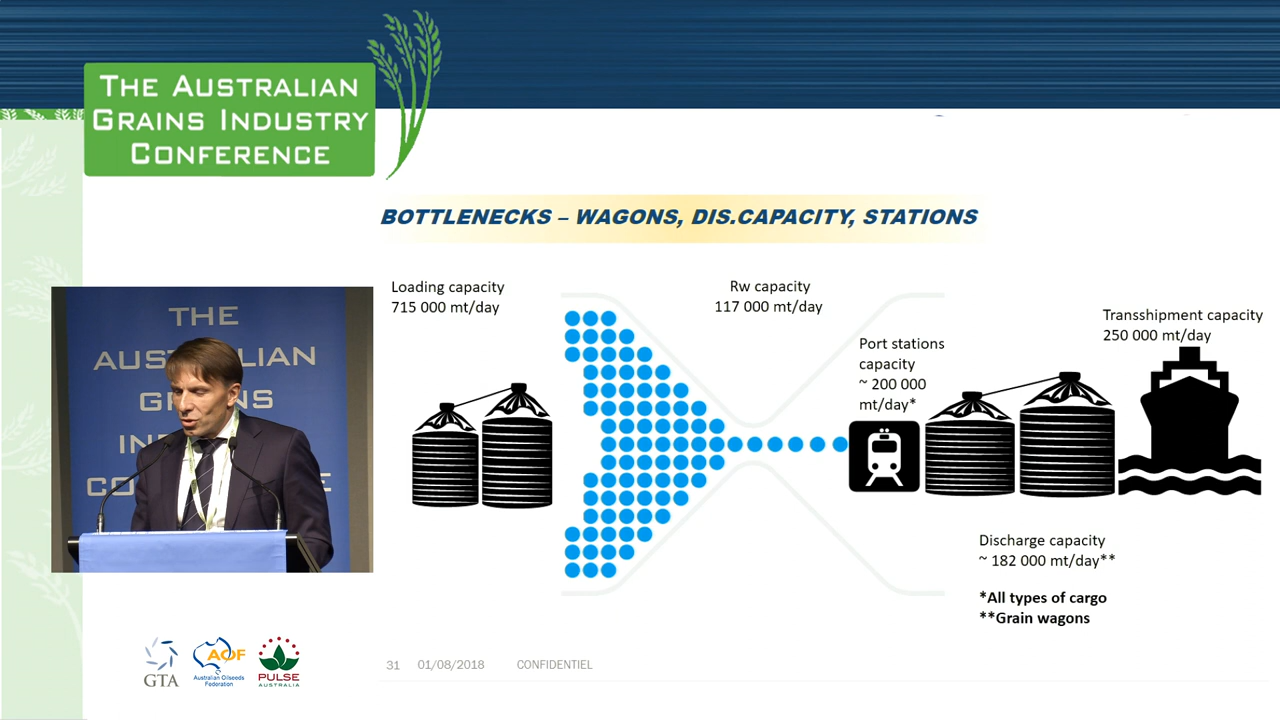 THE AUSTRALIAN
GRAINS INDUSTRY
CONFERENCE
BOTTLENECKS – WAGONS, DIS.CAPACITY, STATIONS
Loading capacity
715 000 mt/day
Rw capacity
117 000 mt/day
Port stations
capacity
~ 200 000
mt/day*
Transshipment capacity
250 000 mt/day
Discharge capacity
~ 182 000 mt/day**
*All types of cargo
**Grain wagons
THE
AUSTRALIAN
GTA
AOF
Australian Oilseeds
Federation
PULSE
AUSTRALIA
31 01/08/2018 CONFIDENTIEL